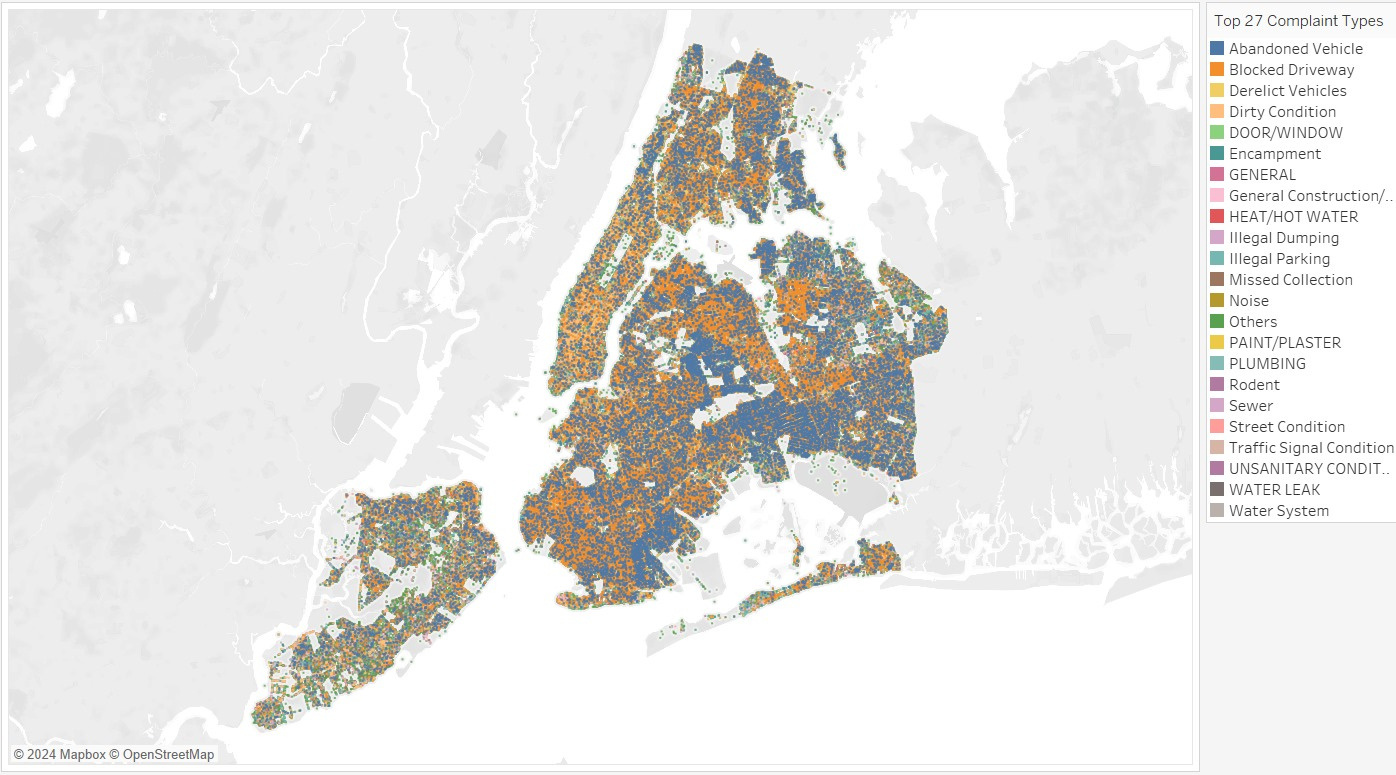 Top 27 Complaint Types
Abandoned Vehicle
Blocked Driveway
Derelict Vehicles
Dirty Condition
DOOR/WINDOW
Encampment
GENERAL
General Construction/..
HEAT/HOT WATER
Illegal Dumping
Illegal Parking
Missed Collection
Noise
Others
PAINT/PLASTER
PLUMBING
Rodent
Sewer
Street Condition
Traffic Signal Condition
UNSANITARY CONDIT..
WATER LEAK
Water System
© 2024 Mapbox © OpenStreetMap